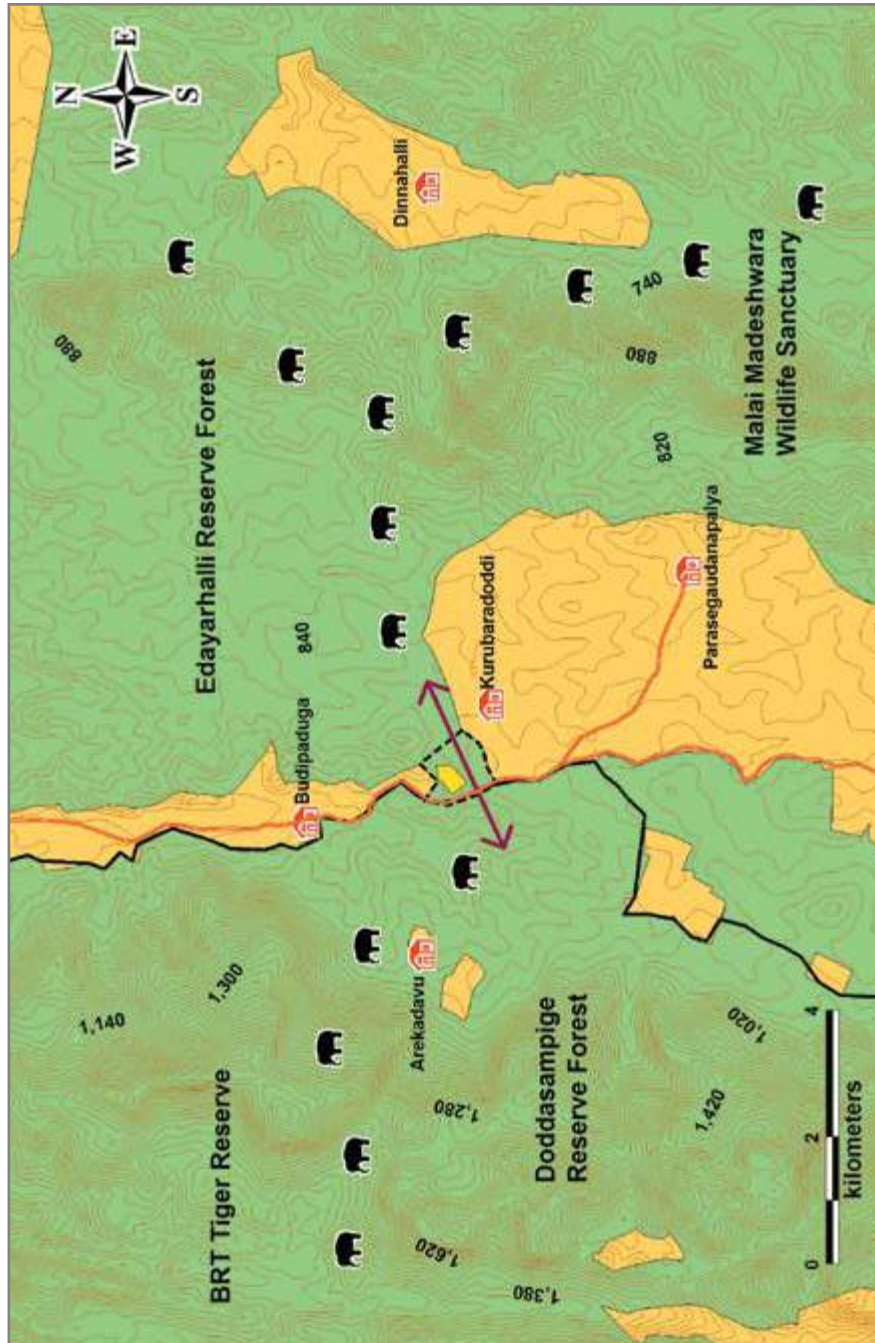 N
W
E
S
BRT Tiger Reserve
Edayarhalli Reserve Forest
880
1,140
1,300
840
Budipaduga
Dinnahalli
Arekadavu
Kurubaradoddi
1,280
1,620
1,380
Doddasampige
Reserve Forest
740
880
820
Parasegaudanapalya
Malai Madeshwara
Wildlife Sanctuary
1,420
1,020
0
2
4
kilometers